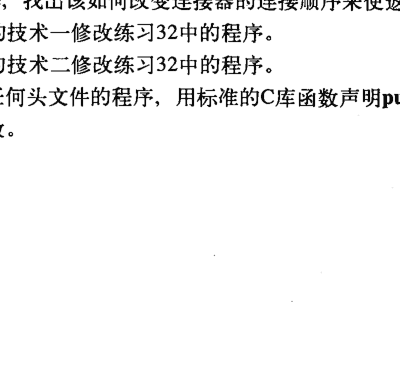 找出该如何改变连接器的连接顺序来使
的技术一修改练习32中的程序。
的技术二修改练习32中的程序。
任何头文件的程序，用标准的C库函数声明pu
。